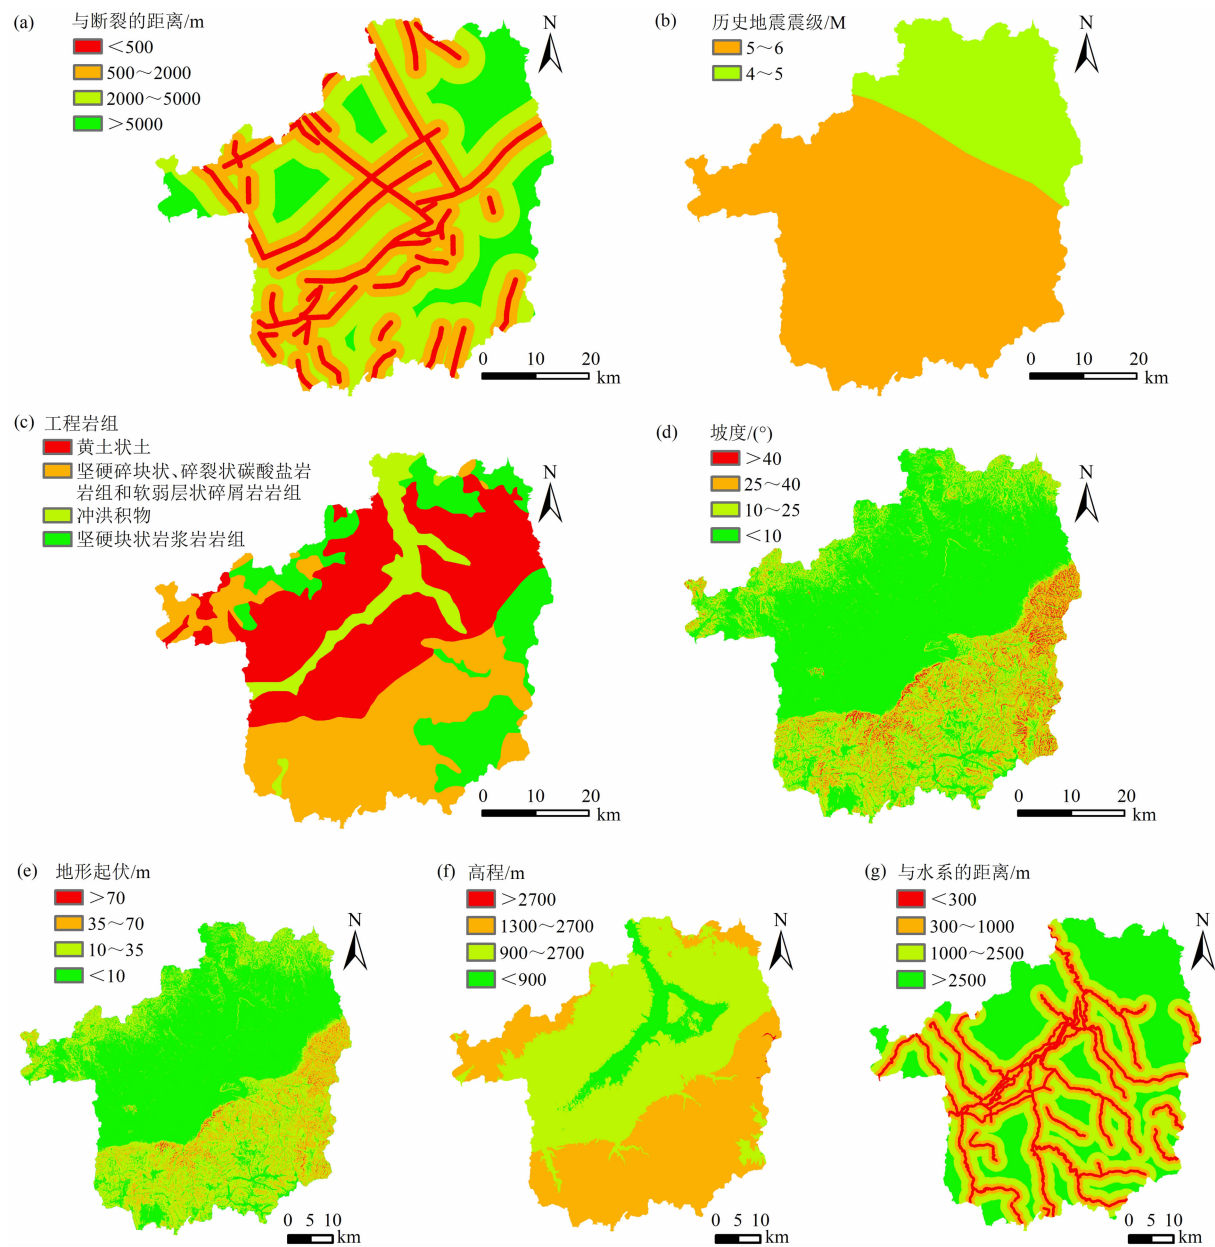 (a) 与断裂的距离/m
＜500
500～2000
2000～5000
＞5000
N
0 10 20
km
(b) 历史地震震级/M
5～6
4～5
N
0 10 20
km
(c) 工程岩组
黄土状土
坚硬碎块状、碎裂状碳酸盐岩
岩组和软弱层状碎屑岩岩组
冲洪积物
坚硬块状岩浆岩岩组
N
0 10 20
km
(d) 坡度/(°)
＞40
25～40
10～25
＜10
N
0 10 20
km
(e) 地形起伏/m
＞70
35～70
10～35
＜10
N
0 5 10
km
(f) 高程/m
＞2700
1300～2700
900～2700
＜900
N
0 5 10
km
(g) 与水系的距离/m
＜300
300～1000
1000～2500
＞2500
N
0 5 10
km